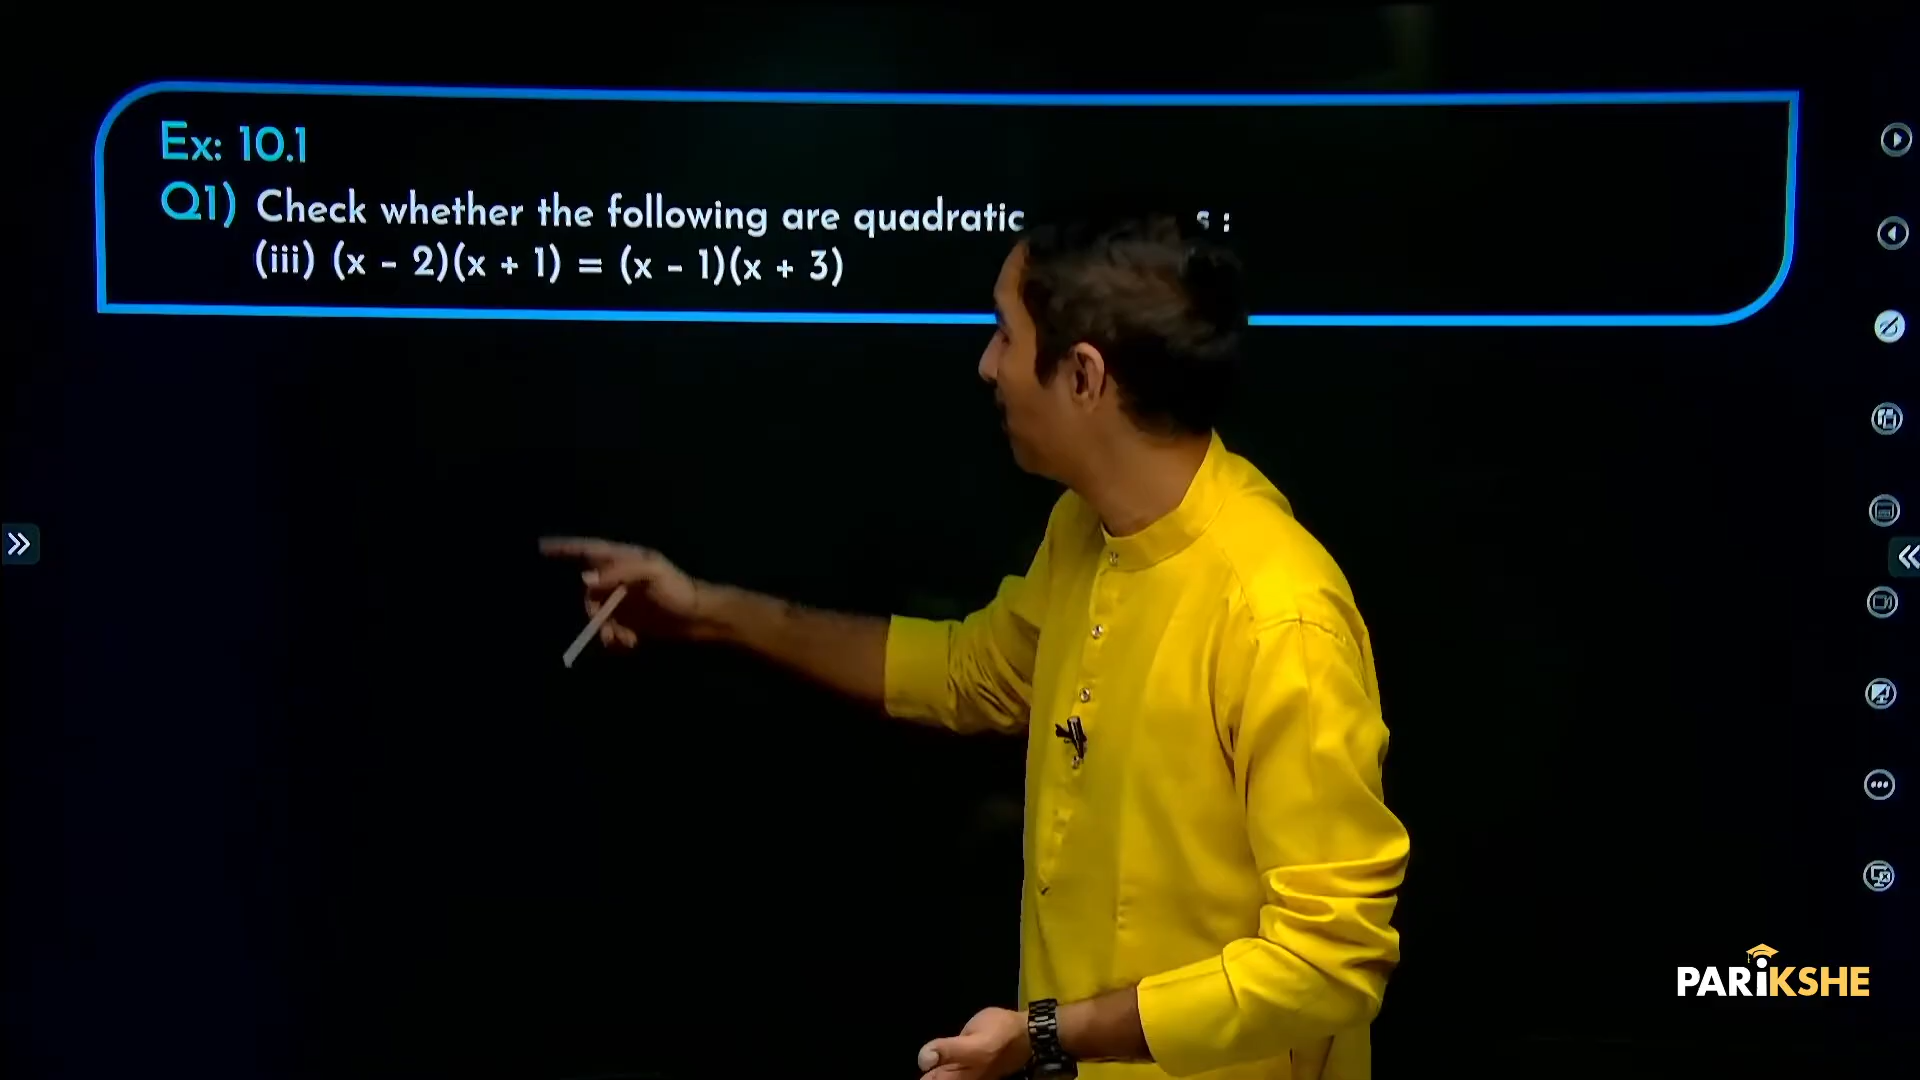 Ex: 10.1
Q1) Check whether the following are quadratic s :
(iii) (x - 2)(x + 1) = (x - 1)(x + 3)
PARiKSHE